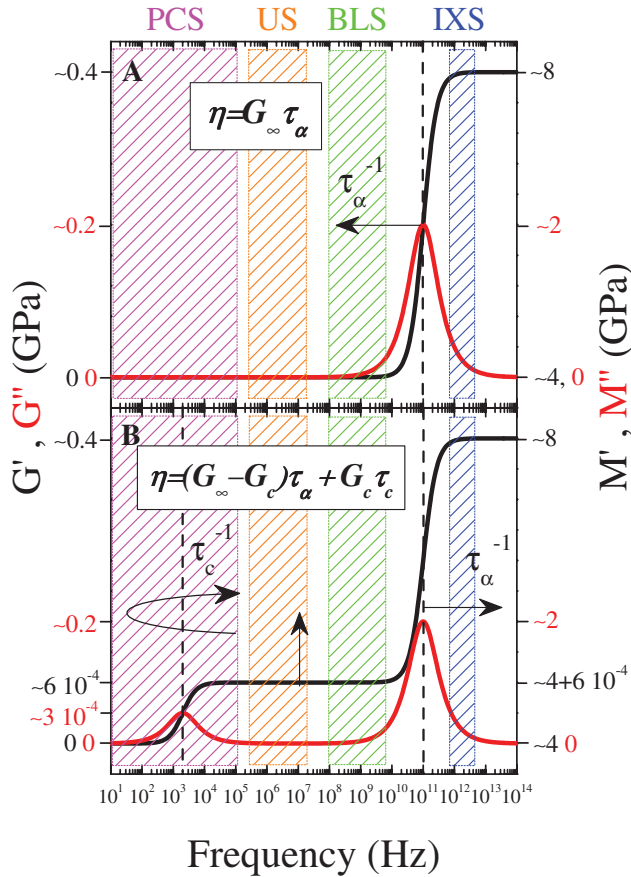 PCS US BLS IXS
A
~0.4 ~8
η=G∞ τα
τα-1
~0.2 ~2
0 0 ~4, 0
B
~0.4 ~8
η=(G∞-Gc)τα+Gc τc
τc-1 τα-1
~0.2 ~2
~6 10-4 ~4+6 10-4
~3 10-4
0 0 ~4 0
G' , G" (GPa)
M' , M" (GPa)
10¹ 10² 10³ 10⁴ 10⁵ 10⁶ 10⁷ 10⁸ 10⁹ 10¹⁰ 10¹¹ 10¹² 10¹³ 10¹⁴
Frequency (Hz)